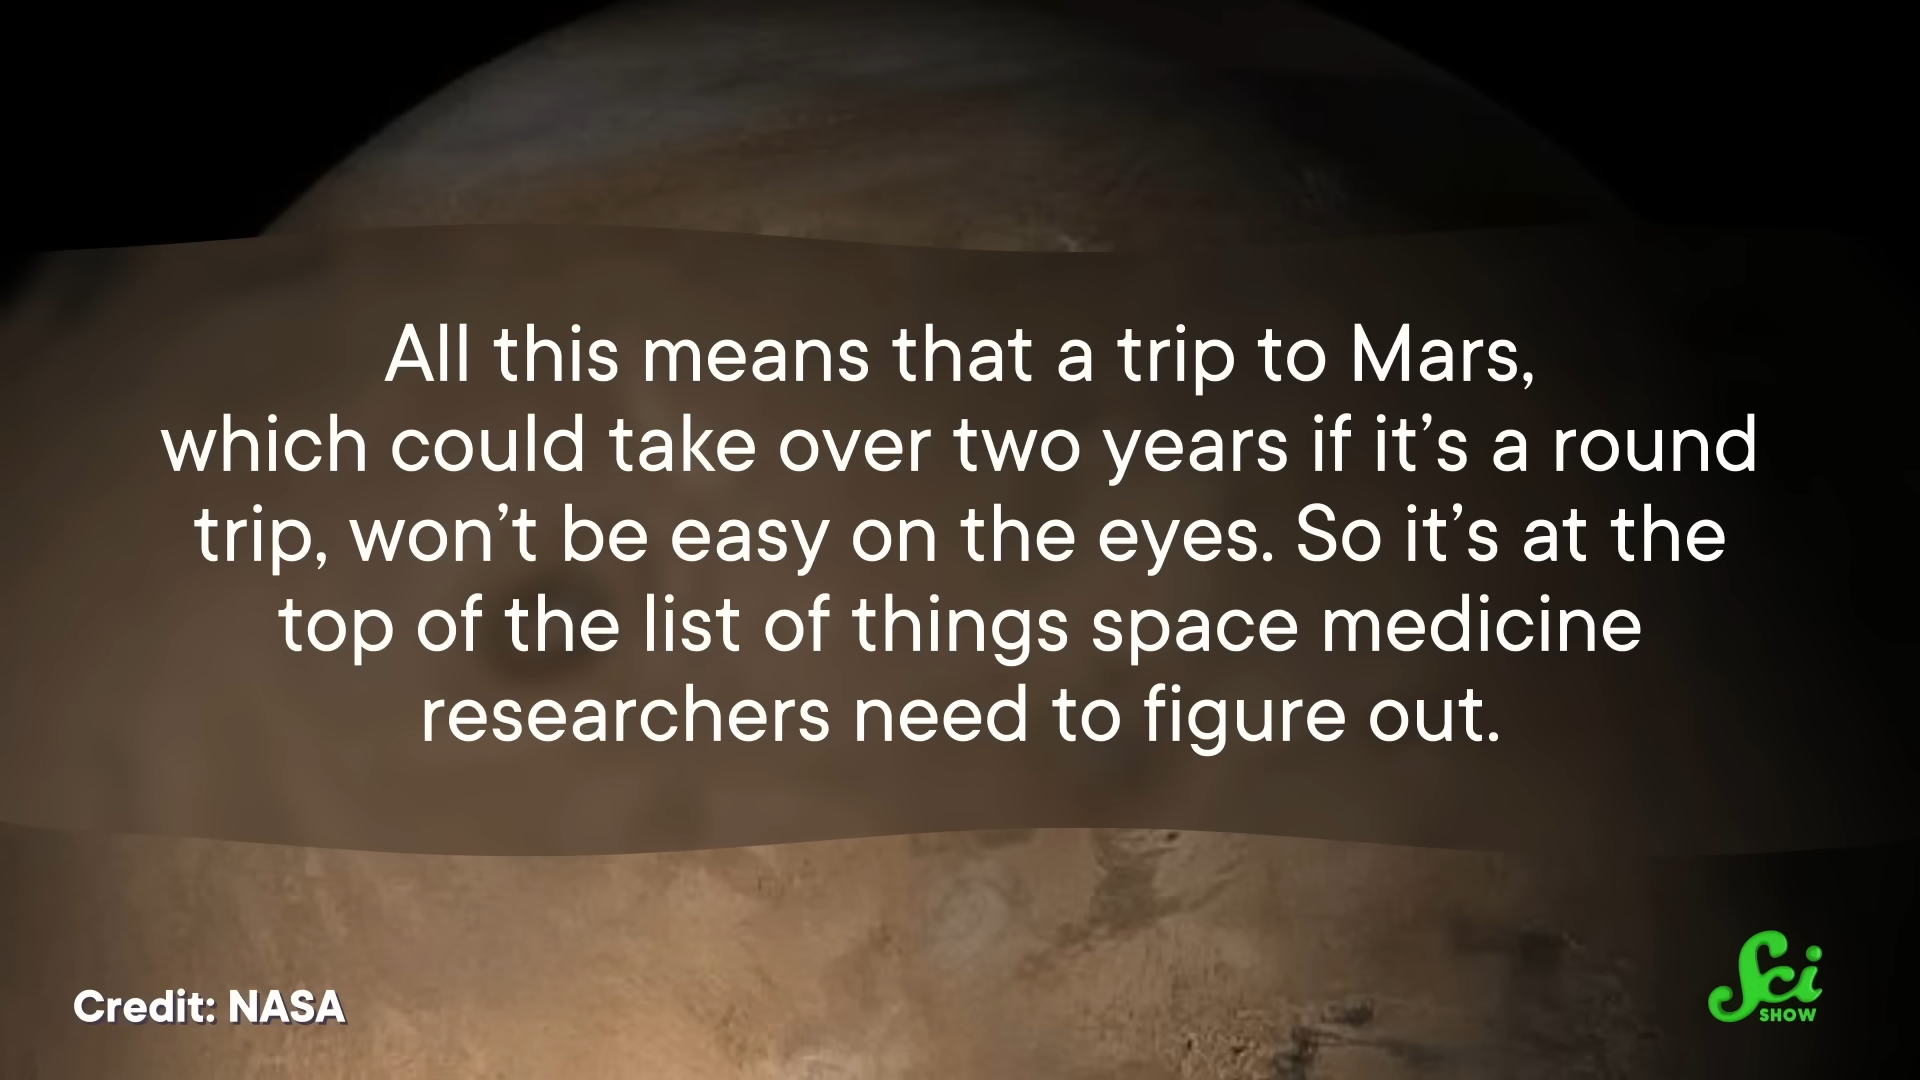 All this means that a trip to Mars,
which could take over two years if it’s a round
trip, won’t be easy on the eyes. So it’s at the
top of the list of things space medicine
researchers need to figure out.
Credit: NASA
Sci
SHOW